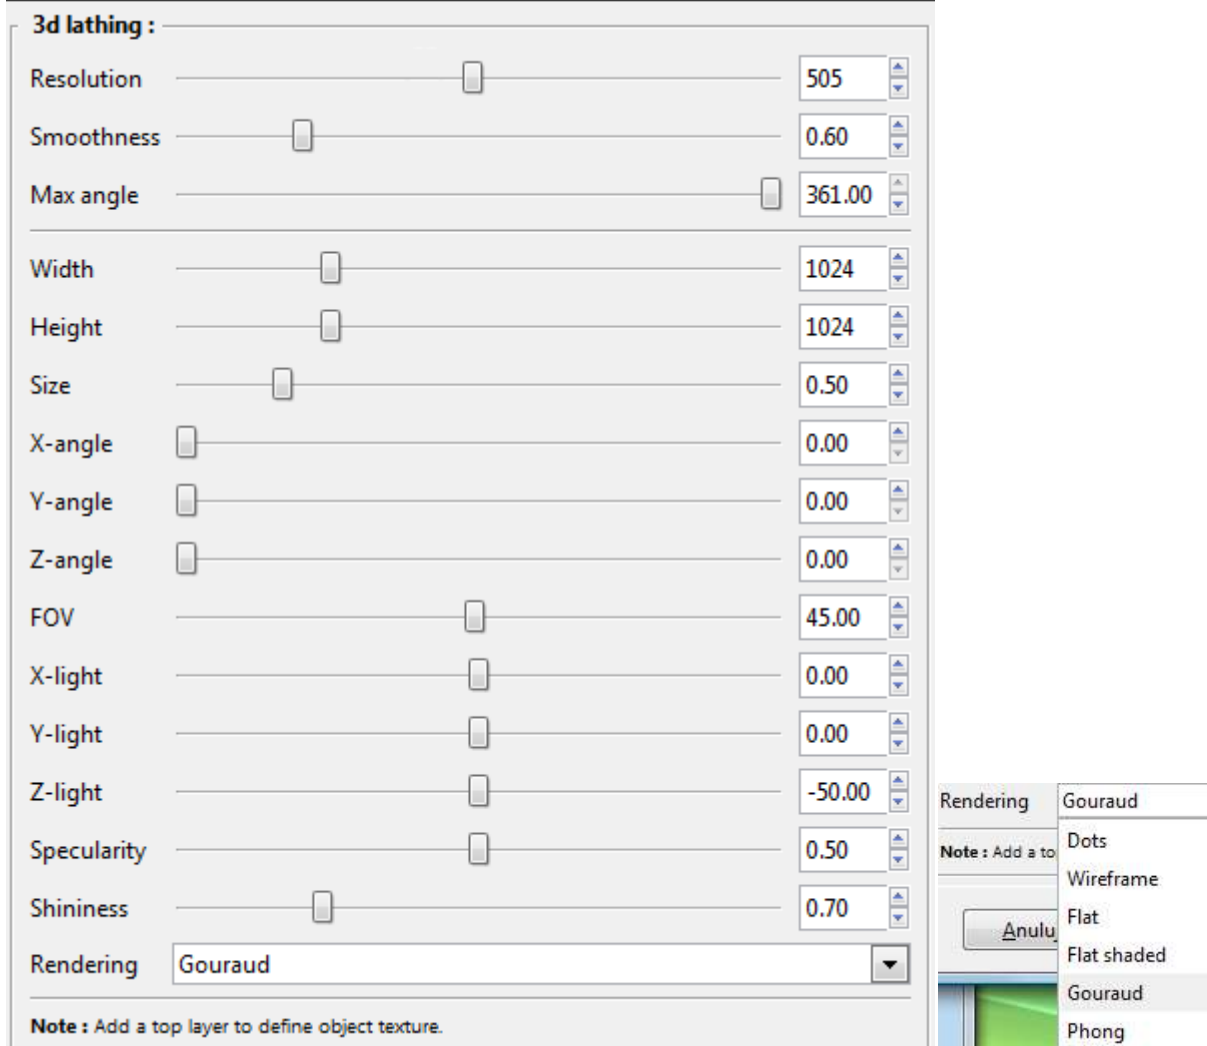 3d lathing :
Resolution 505
Smoothness 0.60
Max angle 361.00
Width 1024
Height 1024
Size 0.50
X-angle 0.00
Y-angle 0.00
Z-angle 0.00
FOV 45.00
X-light 0.00
Y-light 0.00
Z-light -50.00
Specularity 0.50
Shininess 0.70
Rendering Gouraud
Note : Add a top layer to define object texture.
Rendering Gouraud
Note : Add a to
Dots
Wireframe
Flat
Flat shaded
Gouraud
Phong
Anuluj